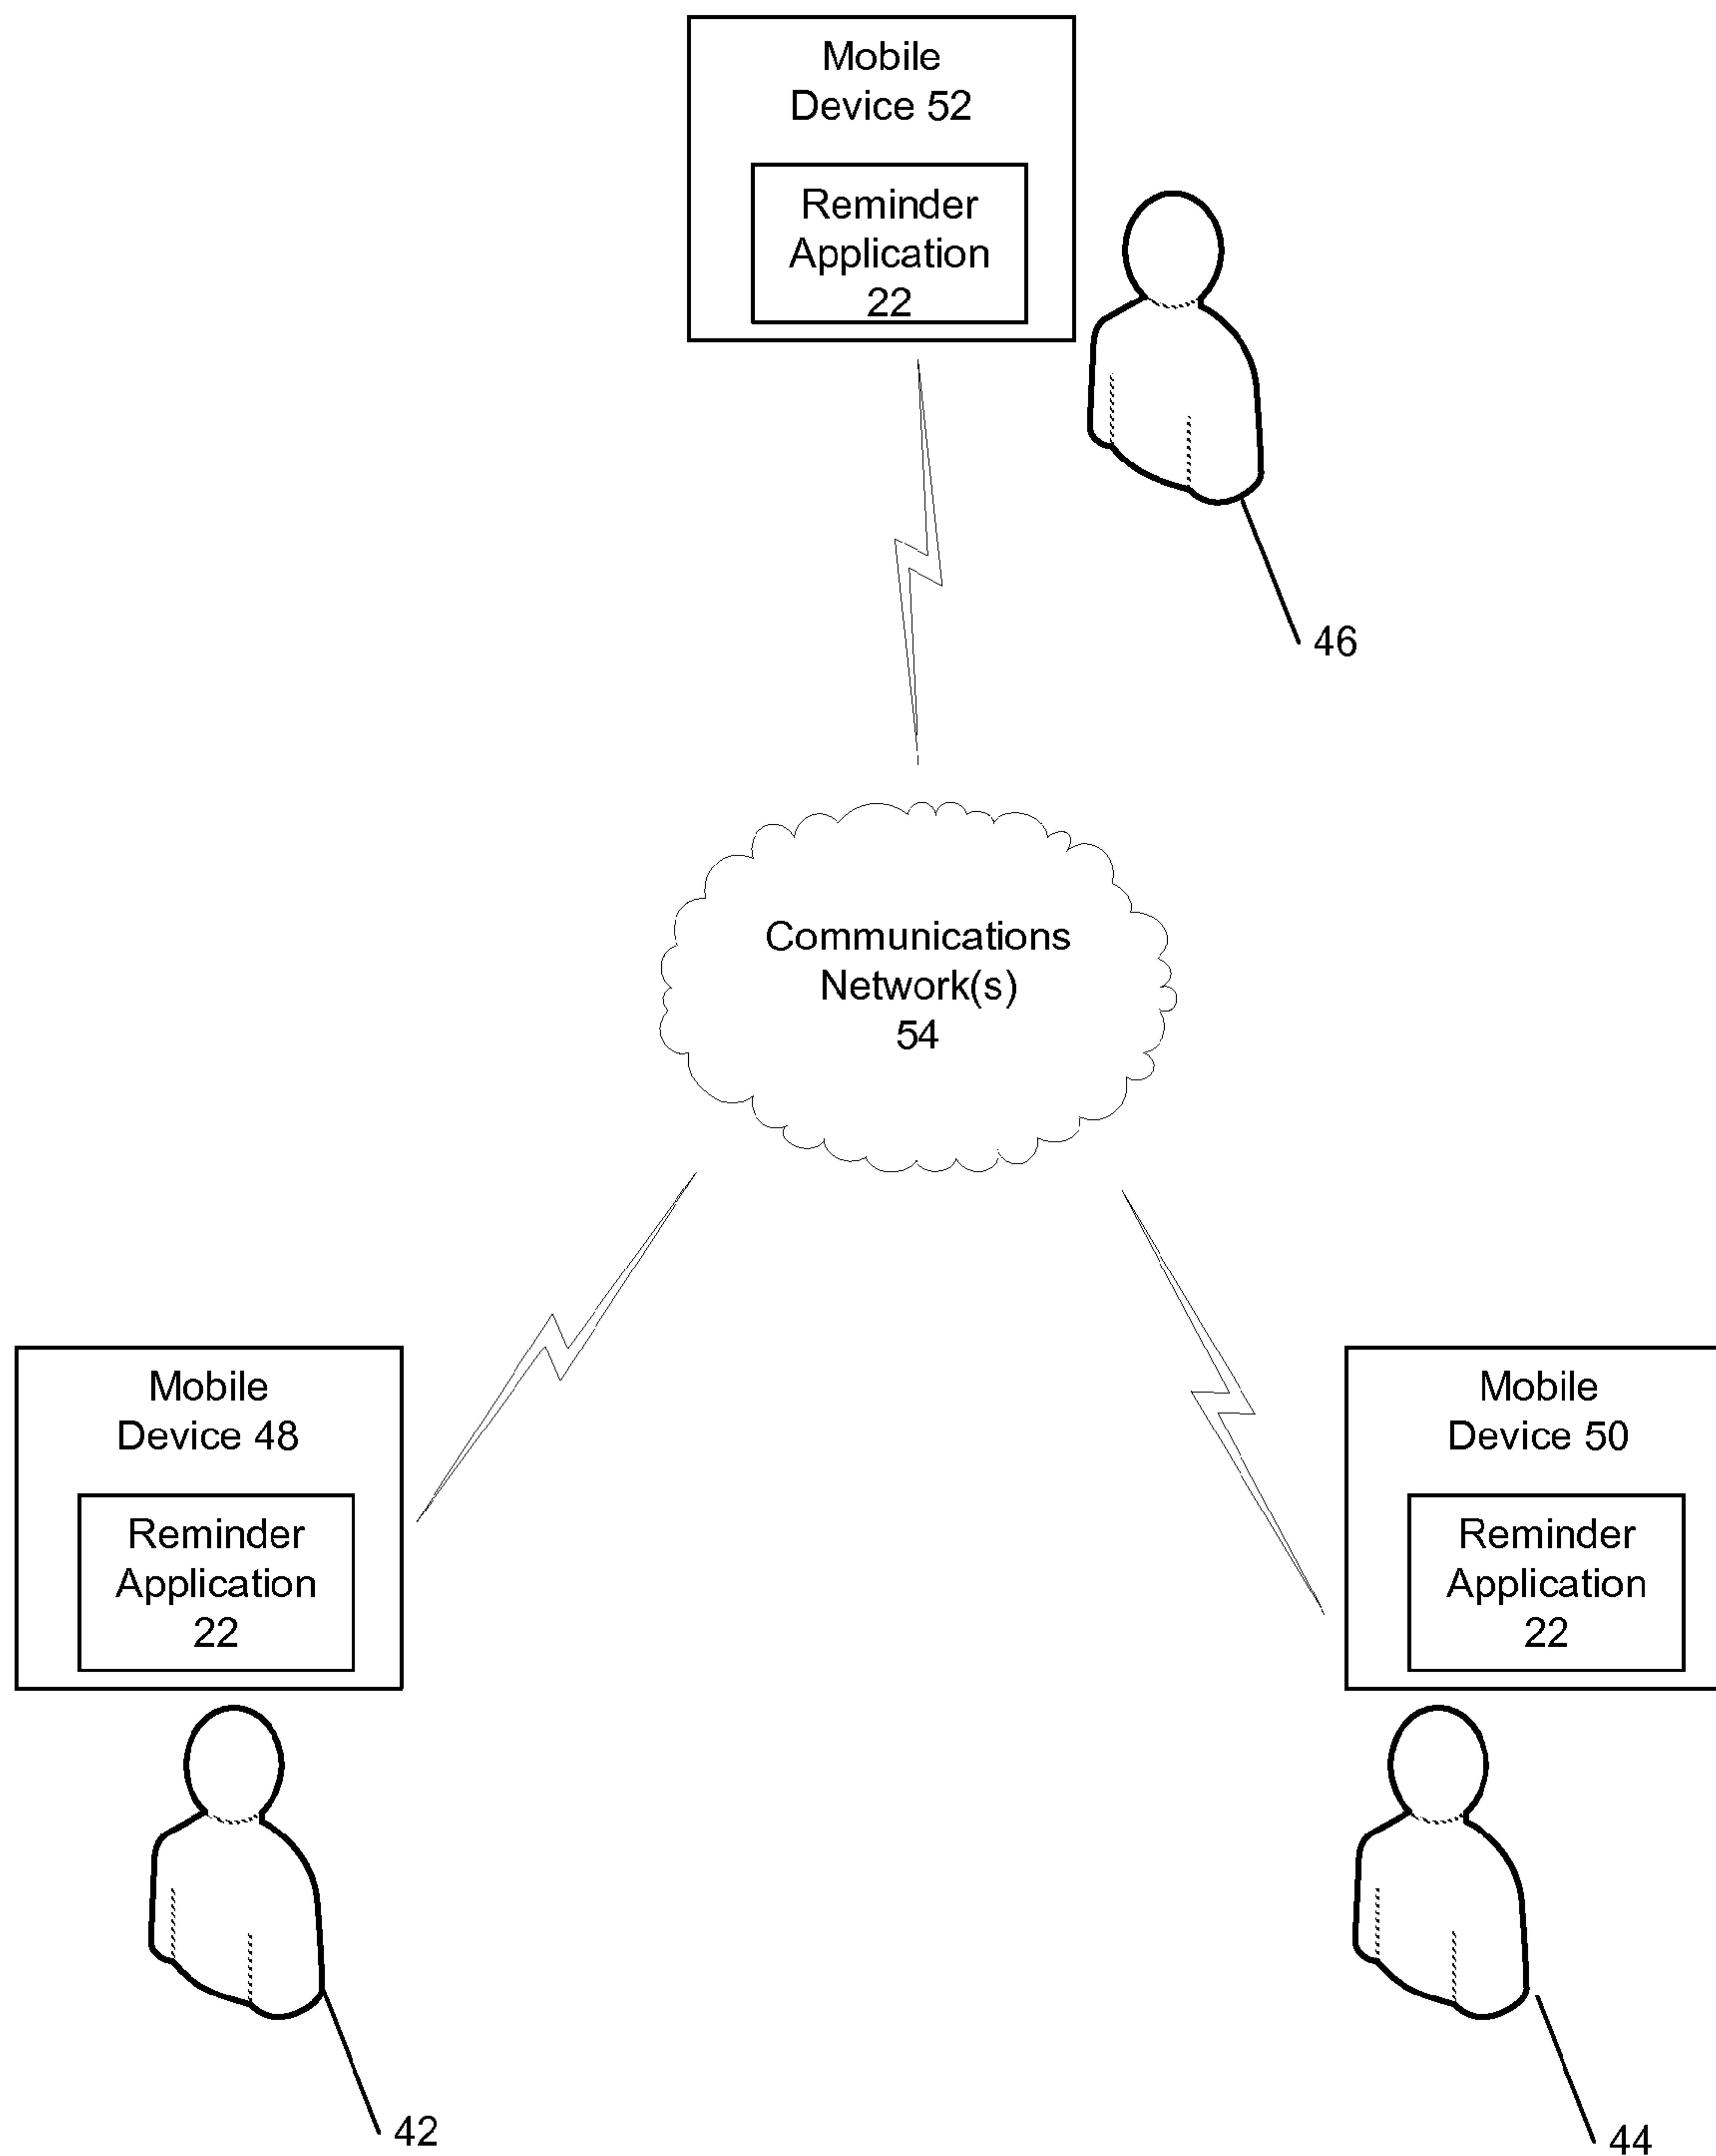 Mobile
Device 52
Reminder
Application
22
46
Communications
Network(s)
54
Mobile
Device 48
Reminder
Application
22
42
Mobile
Device 50
Reminder
Application
22
44